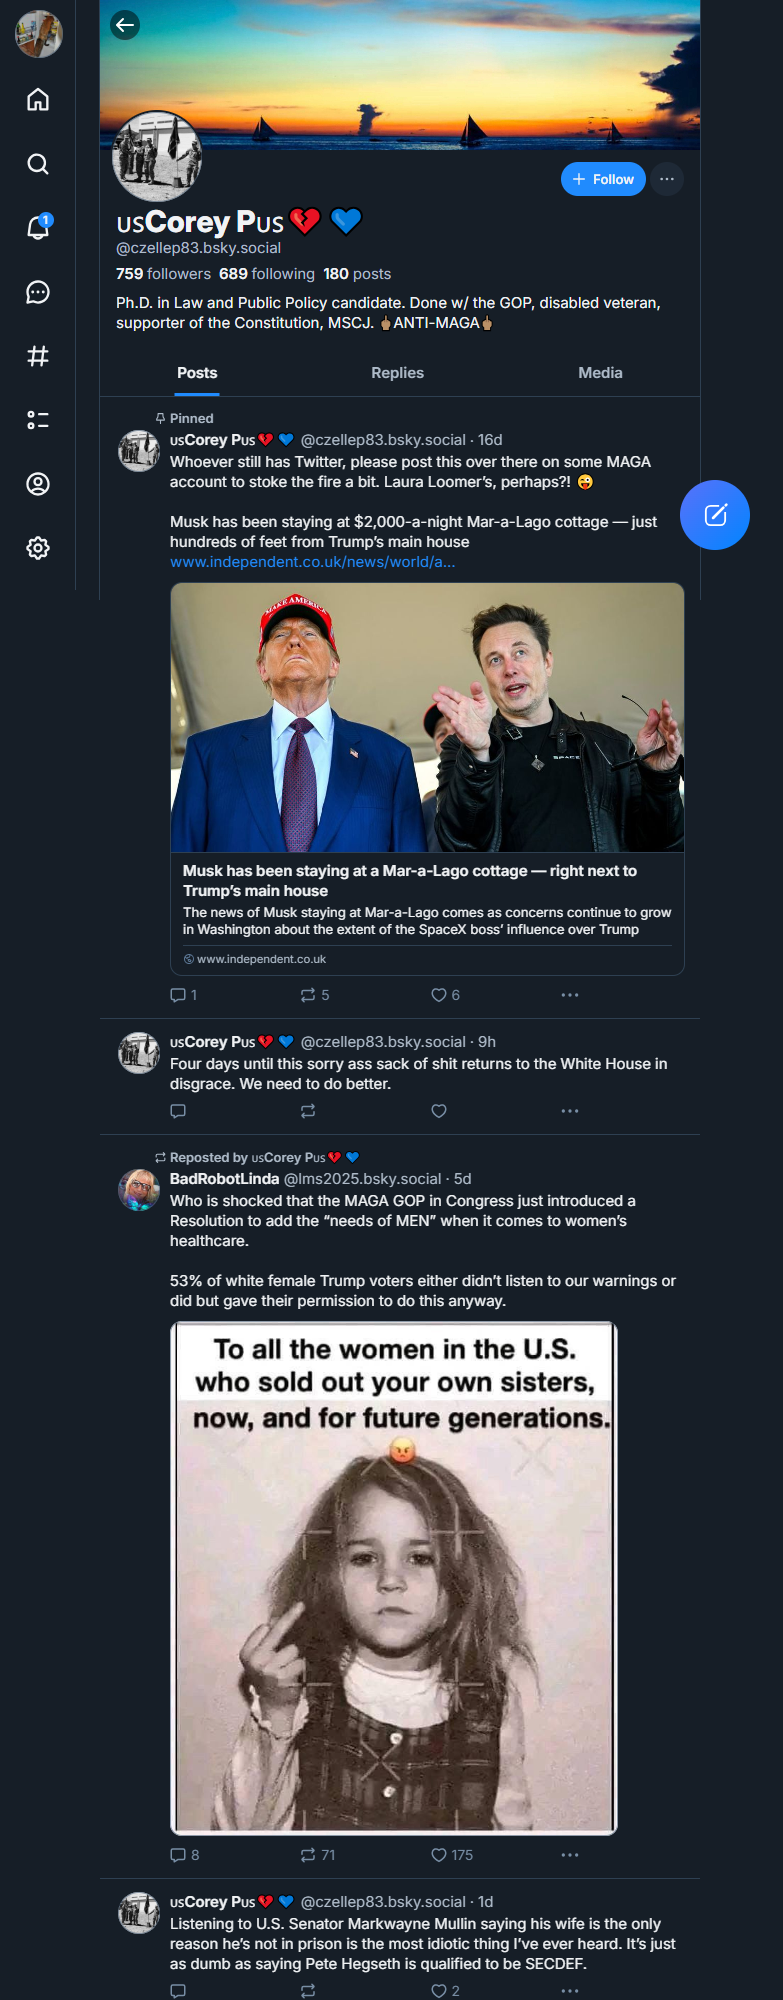 1
+ Follow
ᴜꜱCorey Pᴜꜱ💔💙
@czellep83.bsky.social
759 followers 689 following 180 posts
Ph.D. in Law and Public Policy candidate. Done w/ the GOP, disabled veteran,
supporter of the Constitution, MSCJ. 🖕🏽ANTI-MAGA🖕🏽
Posts Replies Media
Pinned
ᴜꜱCorey Pᴜꜱ💔💙 @czellep83.bsky.social · 16d
Whoever still has Twitter, please post this over there on some MAGA
account to stoke the fire a bit. Laura Loomer’s, perhaps?! 😜
Musk has been staying at $2,000-a-night Mar-a-Lago cottage — just
hundreds of feet from Trump’s main house
www.independent.co.uk/news/world/a...
MAKE AMERICA
SPACE
Musk has been staying at a Mar-a-Lago cottage — right next to
Trump’s main house
The news of Musk staying at Mar-a-Lago comes as concerns continue to grow
in Washington about the extent of the SpaceX boss’ influence over Trump
www.independent.co.uk
1 5 6 ...
ᴜꜱCorey Pᴜꜱ💔💙 @czellep83.bsky.social · 9h
Four days until this sorry ass sack of shit returns to the White House in
disgrace. We need to do better.
Reposted by ᴜꜱCorey Pᴜꜱ💔💙
BadRobotLinda @lms2025.bsky.social · 5d
Who is shocked that the MAGA GOP in Congress just introduced a
Resolution to add the “needs of MEN” when it comes to women’s
healthcare.
53% of white female Trump voters either didn’t listen to our warnings or
did but gave their permission to do this anyway.
To all the women in the U.S.
who sold out your own sisters,
now, and for future generations.
😡
8 71 175 ...
ᴜꜱCorey Pᴜꜱ💔💙 @czellep83.bsky.social · 1d
Listening to U.S. Senator Markwayne Mullin saying his wife is the only
reason he’s not in prison is the most idiotic thing I’ve ever heard. It’s just
as dumb as saying Pete Hegseth is qualified to be SECDEF.
2 ...